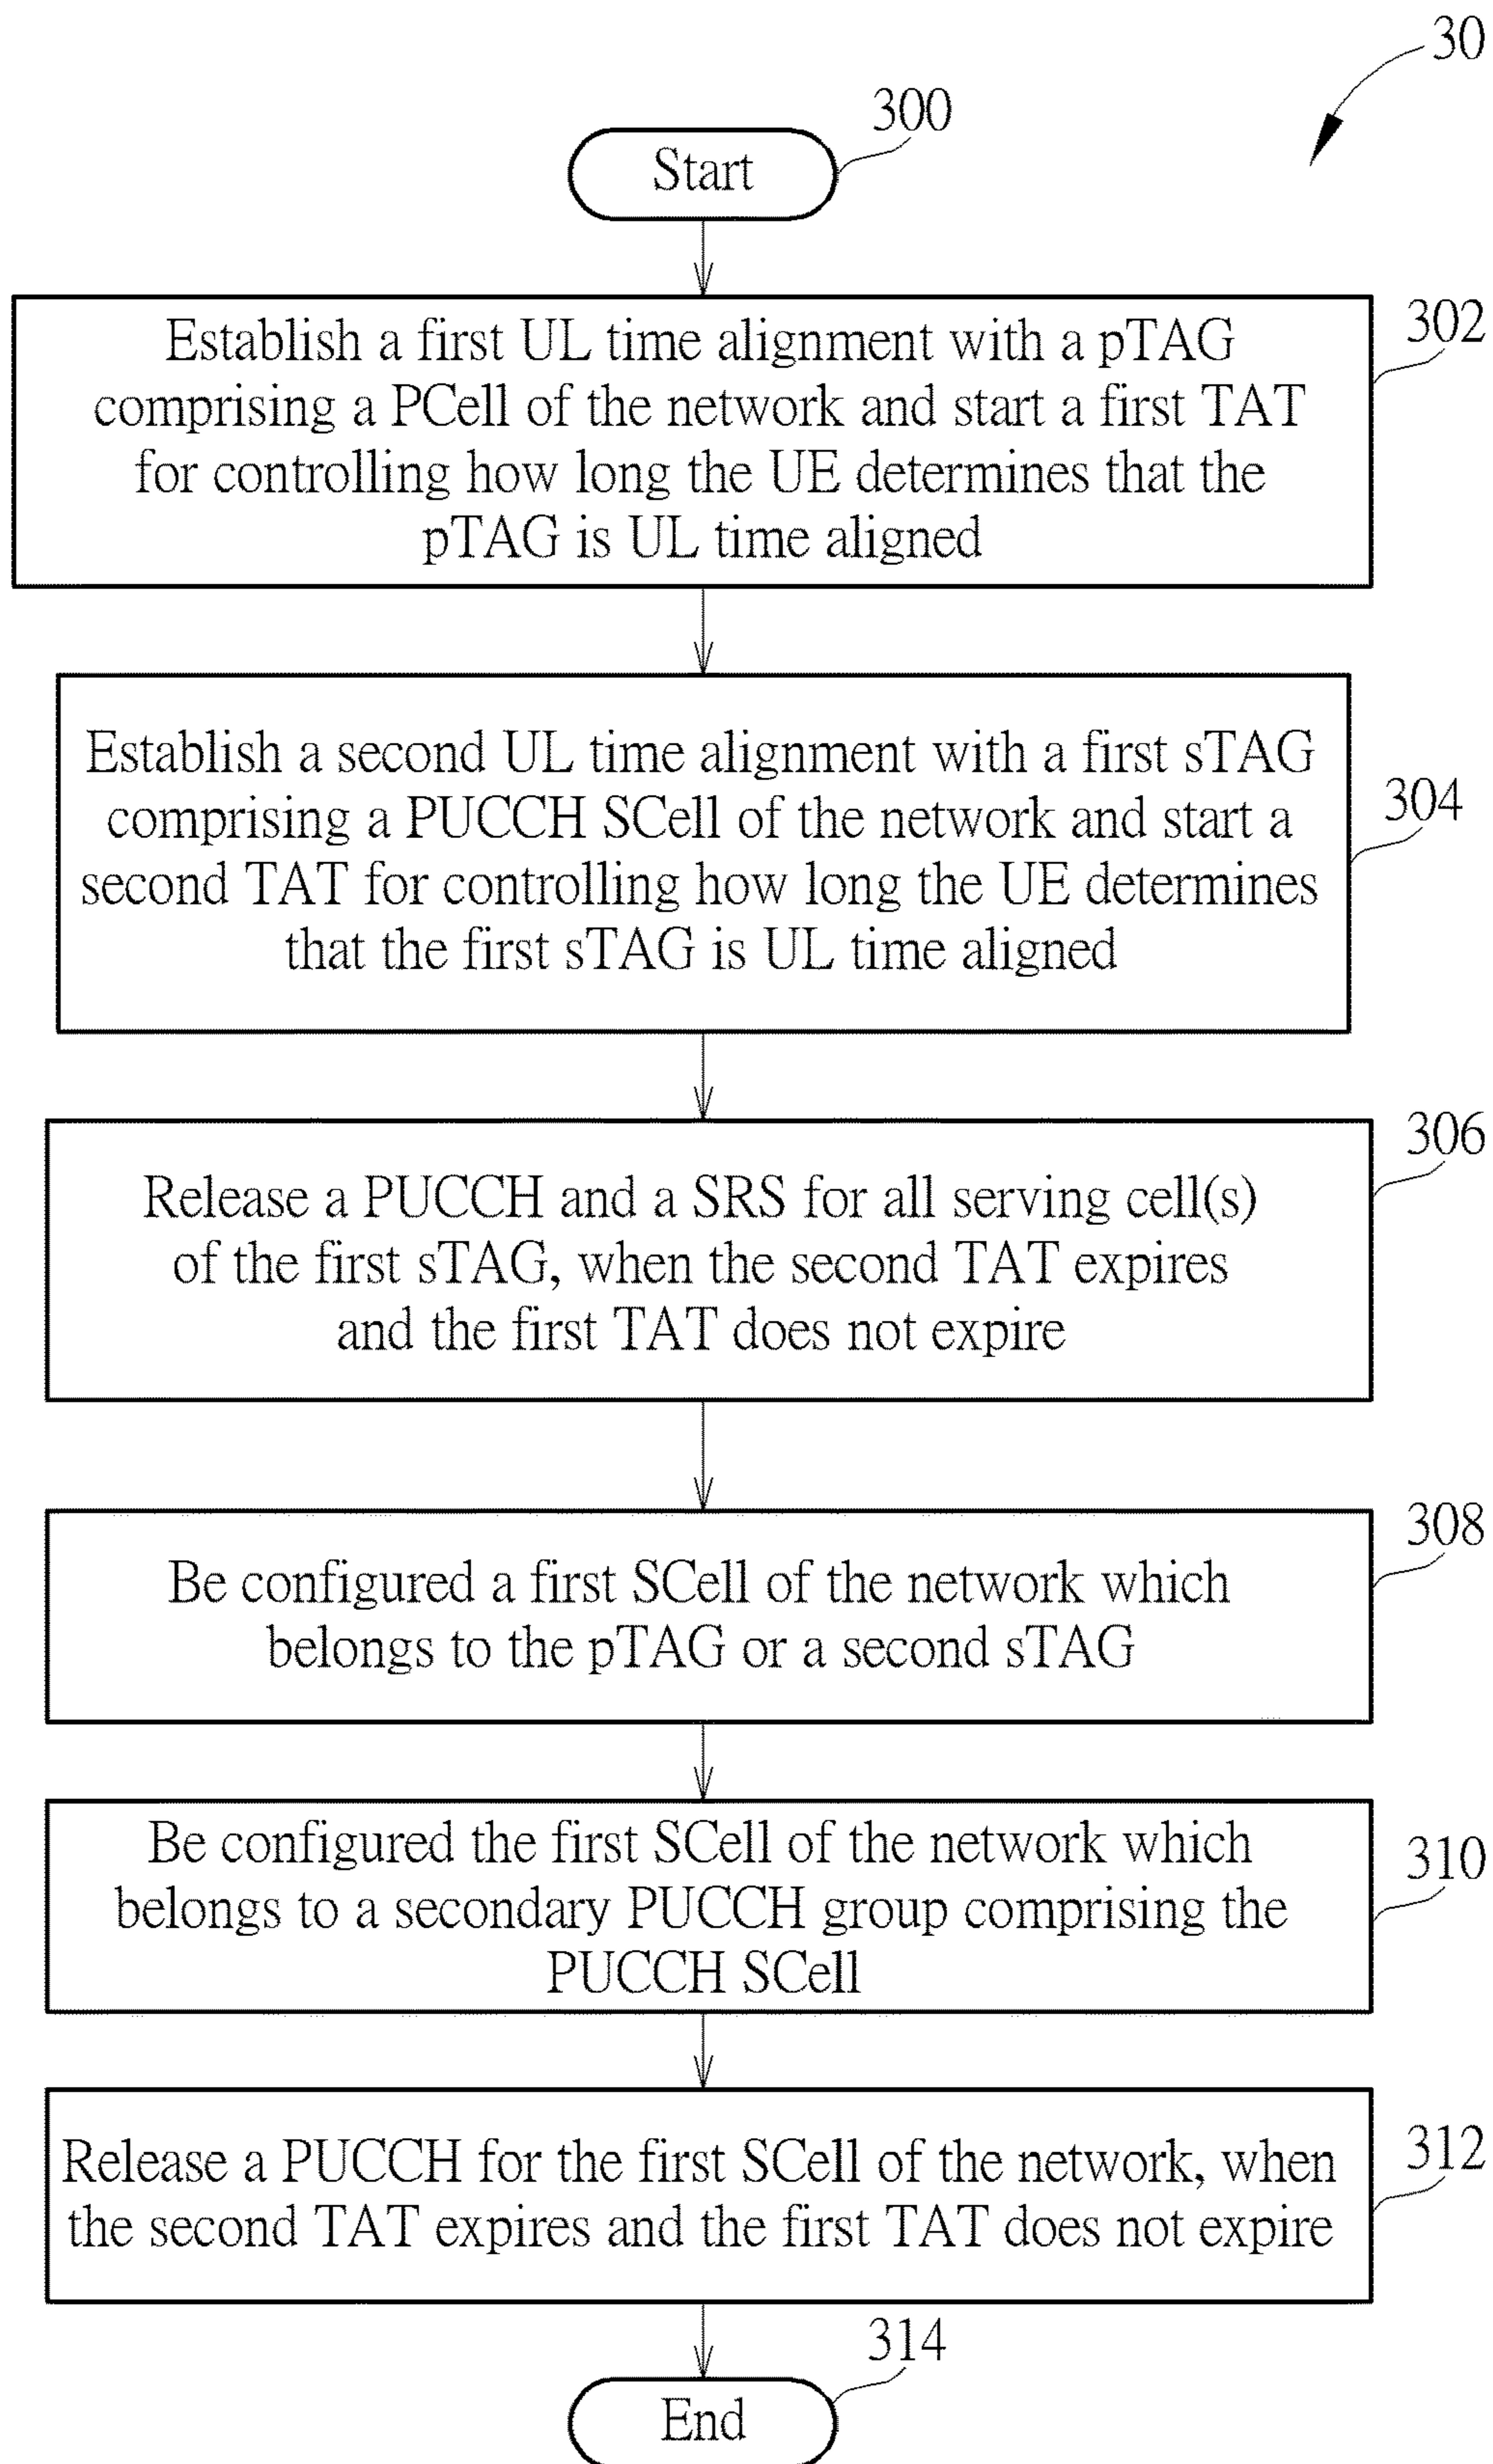 30
300
Start
302
Establish a first UL time alignment with a pTAG
comprising a PCell of the network and start a first TAT
for controlling how long the UE determines that the
pTAG is UL time aligned
304
Establish a second UL time alignment with a first sTAG
comprising a PUCCH SCell of the network and start a
second TAT for controlling how long the UE determines
that the first sTAG is UL time aligned
306
Release a PUCCH and a SRS for all serving cell(s)
of the first sTAG, when the second TAT expires
and the first TAT does not expire
308
Be configured a first SCell of the network which
belongs to the pTAG or a second sTAG
310
Be configured the first SCell of the network which
belongs to a secondary PUCCH group comprising the
PUCCH SCell
312
Release a PUCCH for the first SCell of the network, when
the second TAT expires and the first TAT does not expire
314
End